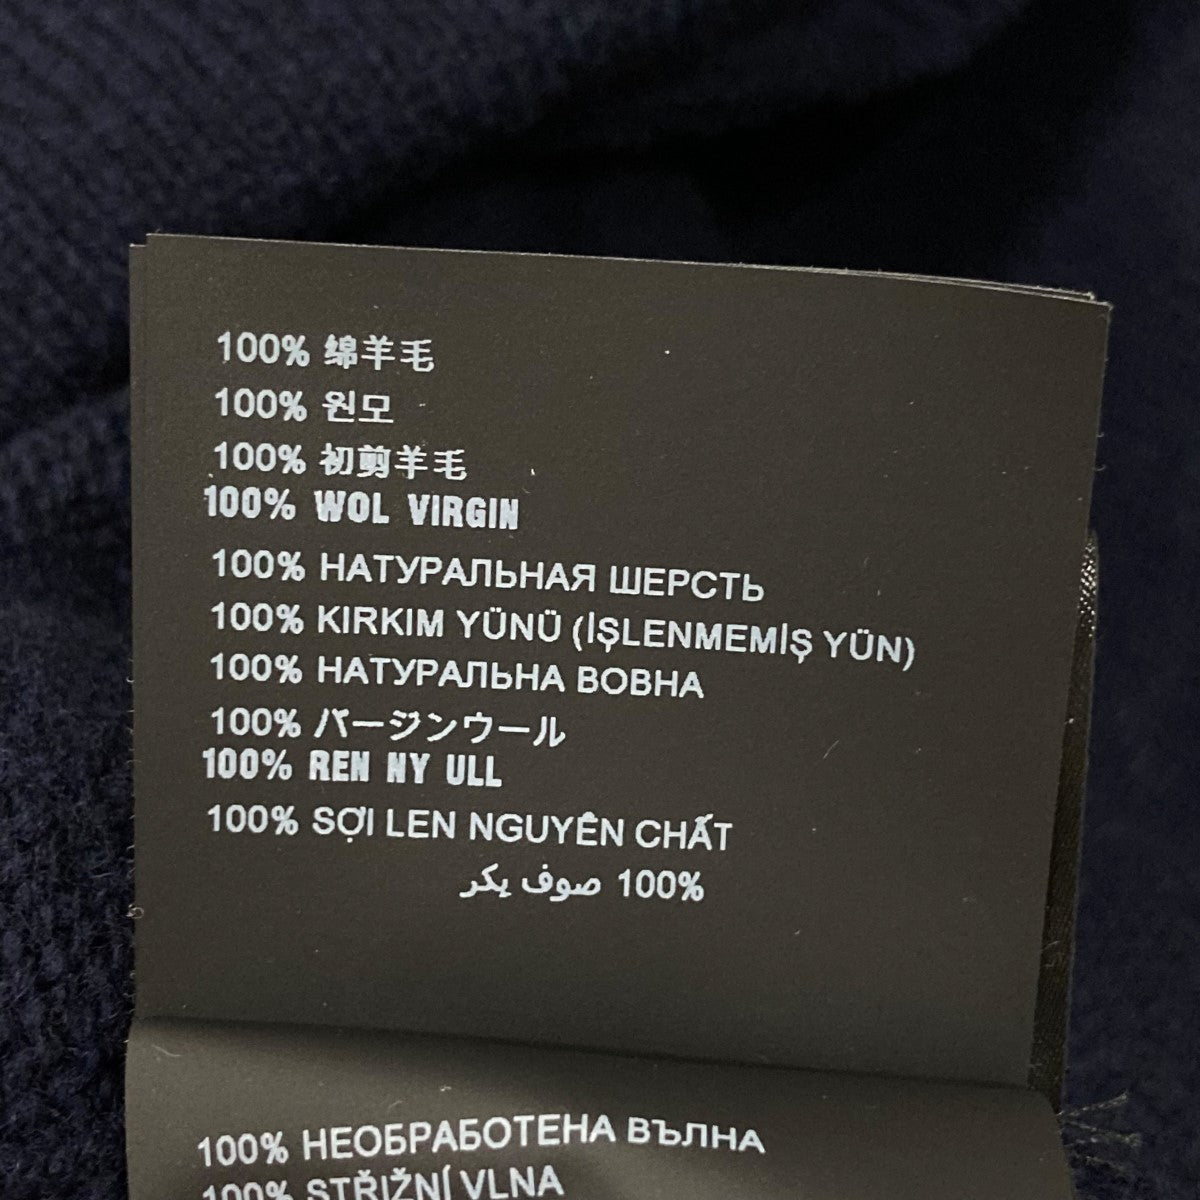 100% 绵羊毛
100% 원모
100% 初剪羊毛
100% WOL VIRGIN
100% НАТУРАЛЬНАЯ ШЕРСТЬ
100% KIRKIM YÜNÜ (İŞLENMEMİŞ YÜN)
100% НАТУРАЛЬНА ВОВНА
100% バージンウール
100% REN NY ULL
100% SỢI LEN NGUYÊN CHẤT
100% صوف يكر
100% НЕОБРАБОТЕНА ВЪЛНА
100% STŘIŽNÍ VLNA